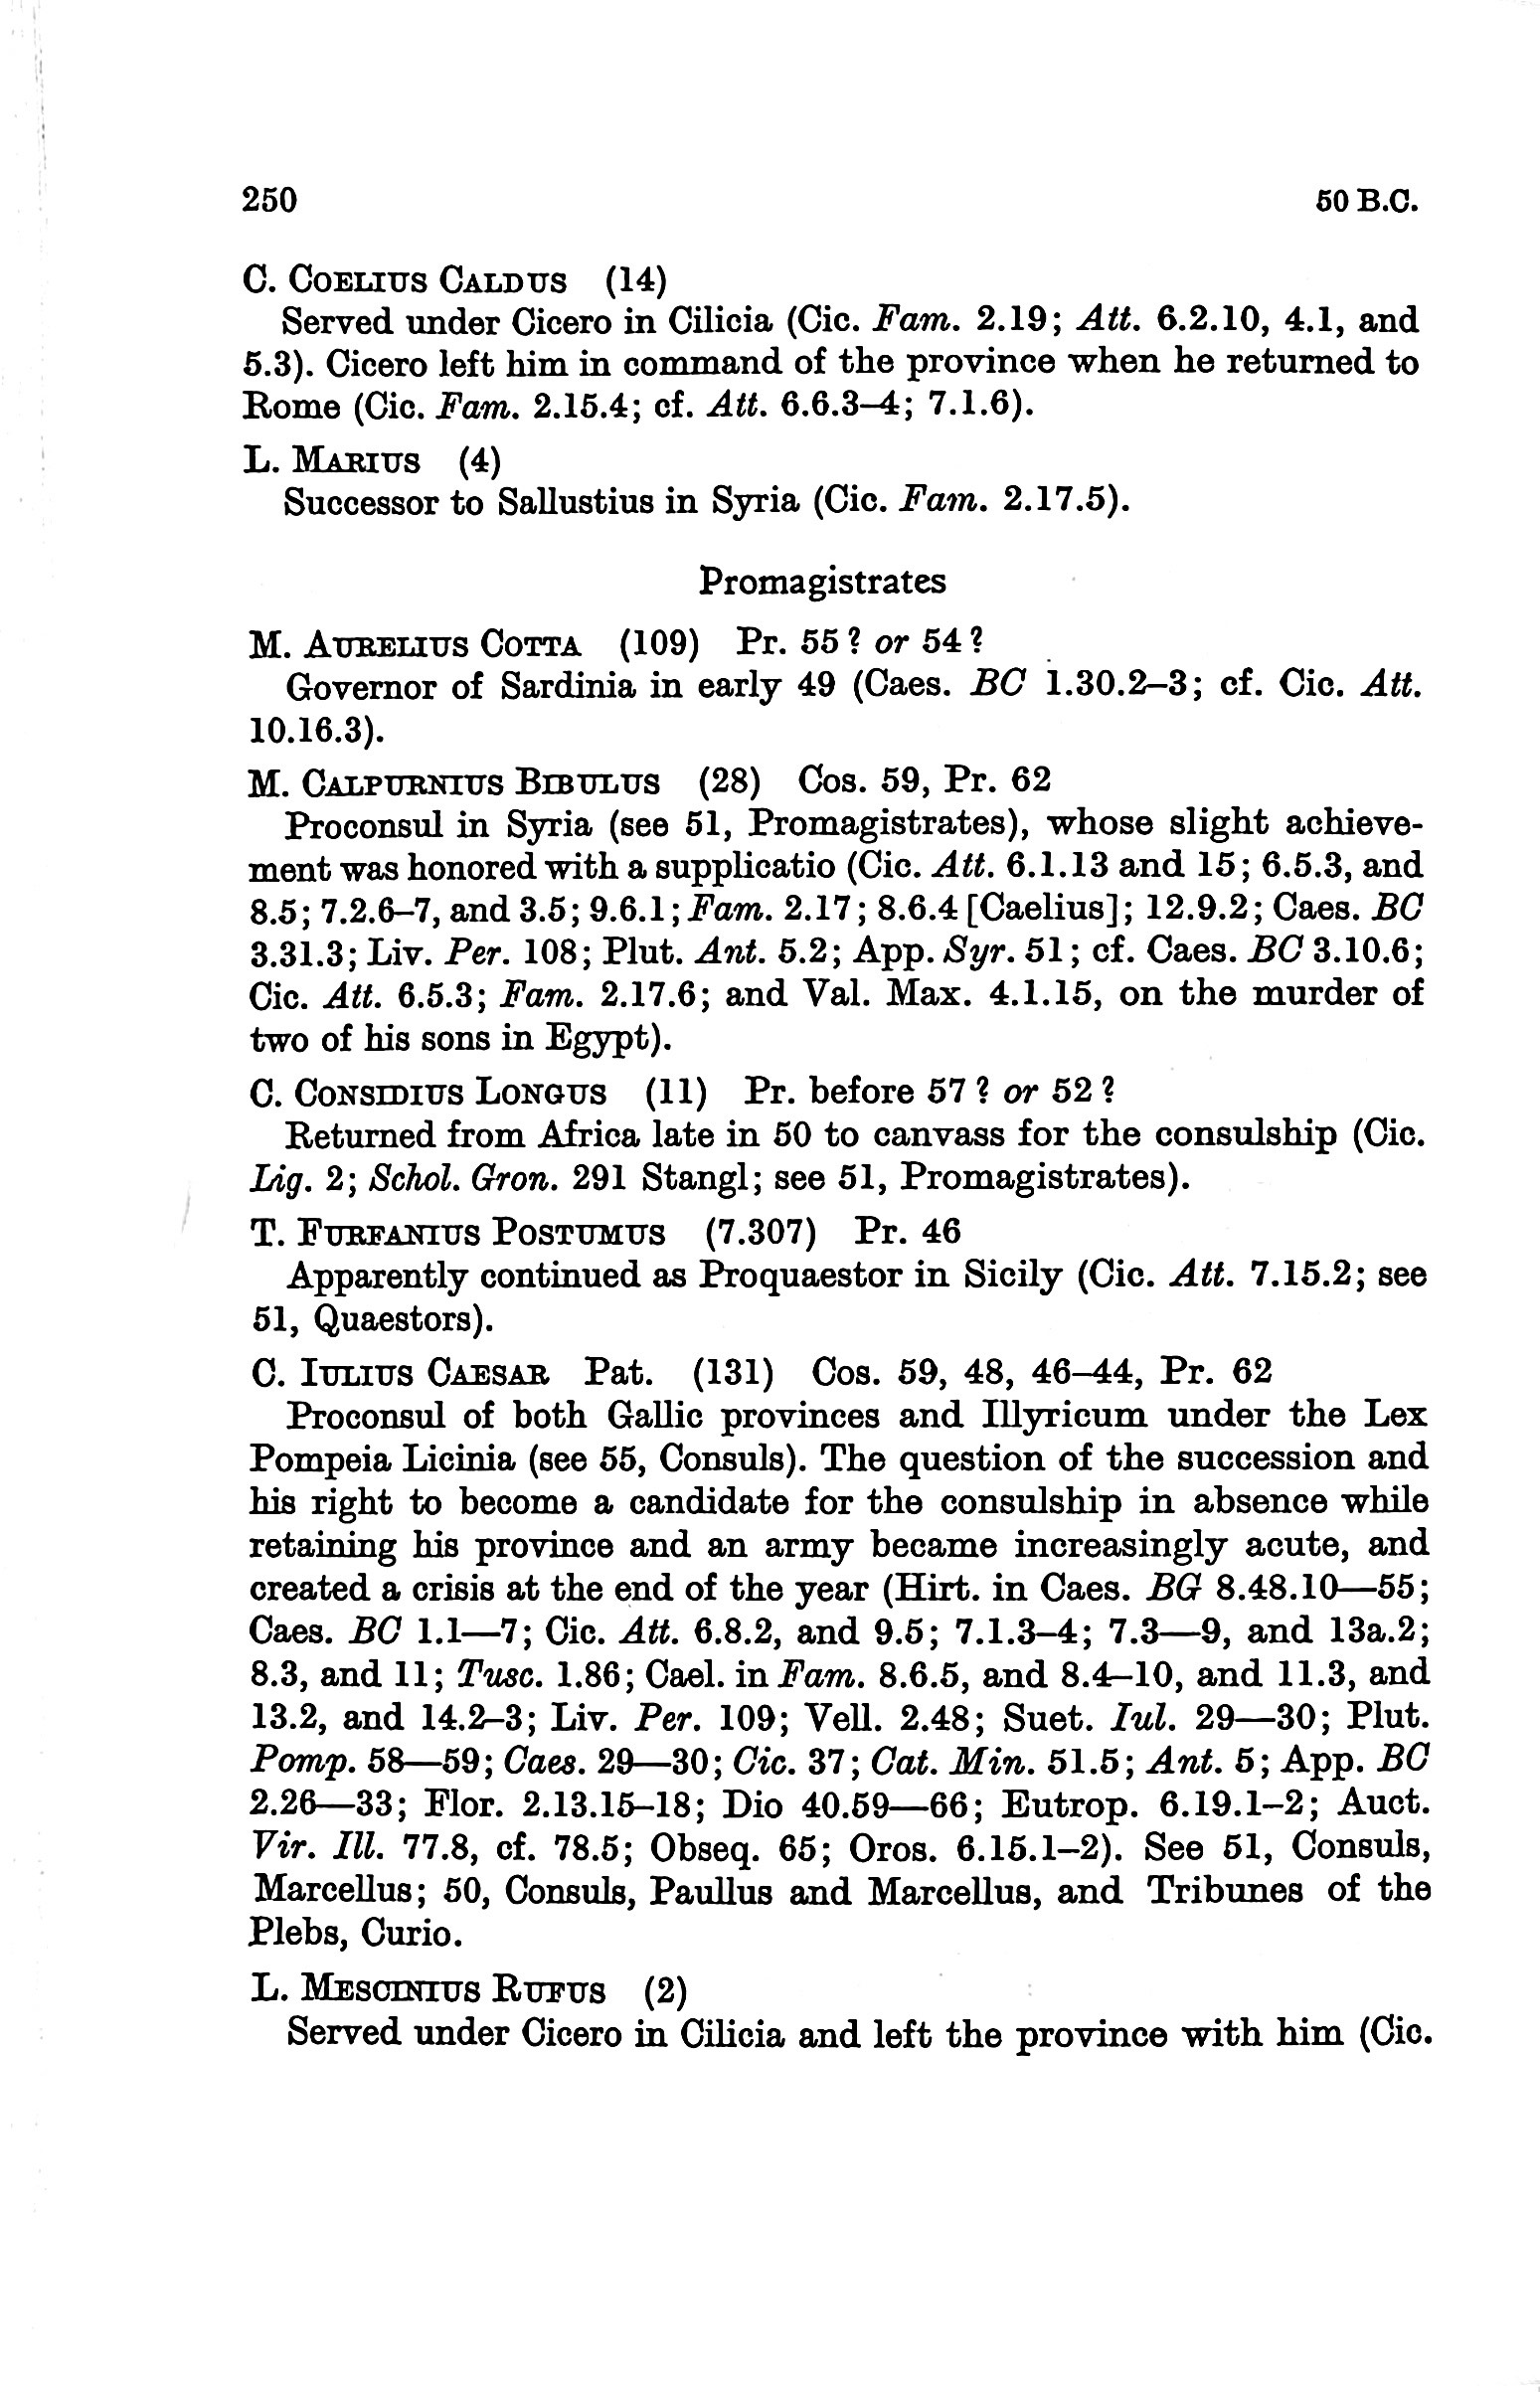 250 50 B.C.
C. COELIUS CALDUS (14)
Served under Cicero in Cilicia (Cic. Fam. 2.19; Att. 6.2.10, 4.1, and
5.3). Cicero left him in command of the province when he returned to
Rome (Cic. Fam. 2.15.4; cf. Att. 6.6.3–4; 7.1.6).
L. MARIUS (4)
Successor to Sallustius in Syria (Cic. Fam. 2.17.5).
Promagistrates
M. AURELIUS COTTA (109) Pr. 55? or 54?
Governor of Sardinia in early 49 (Caes. BC 1.30.2–3; cf. Cic. Att.
10.16.3).
M. CALPURNIUS BIBULUS (28) Cos. 59, Pr. 62
Proconsul in Syria (see 51, Promagistrates), whose slight achieve-
ment was honored with a supplicatio (Cic. Att. 6.1.13 and 15; 6.5.3, and
8.5; 7.2.6–7, and 3.5; 9.6.1; Fam. 2.17; 8.6.4 [Caelius]; 12.9.2; Caes. BC
3.31.3; Liv. Per. 108; Plut. Ant. 5.2; App. Syr. 51; cf. Caes. BC 3.10.6;
Cic. Att. 6.5.3; Fam. 2.17.6; and Val. Max. 4.1.15, on the murder of
two of his sons in Egypt).
C. CONSIDIUS LONGUS (11) Pr. before 57? or 52?
Returned from Africa late in 50 to canvass for the consulship (Cic.
Lig. 2; Schol. Gron. 291 Stangl; see 51, Promagistrates).
T. FURFANIUS POSTUMUS (7.307) Pr. 46
Apparently continued as Proquaestor in Sicily (Cic. Att. 7.15.2; see
51, Quaestors).
C. IULIUS CAESAR Pat. (131) Cos. 59, 48, 46–44, Pr. 62
Proconsul of both Gallic provinces and Illyricum under the Lex
Pompeia Licinia (see 55, Consuls). The question of the succession and
his right to become a candidate for the consulship in absence while
retaining his province and an army became increasingly acute, and
created a crisis at the end of the year (Hirt. in Caes. BG 8.48.10—55;
Caes. BC 1.1—7; Cic. Att. 6.8.2, and 9.5; 7.1.3–4; 7.3—9, and 13a.2;
8.3, and 11; Tusc. 1.86; Cael. in Fam. 8.6.5, and 8.4–10, and 11.3, and
13.2, and 14.2–3; Liv. Per. 109; Vell. 2.48; Suet. Iul. 29—30; Plut.
Pomp. 58—59; Caes. 29—30; Cic. 37; Cat. Min. 51.5; Ant. 5; App. BC
2.26—33; Flor. 2.13.15–18; Dio 40.59—66; Eutrop. 6.19.1–2; Auct.
Vir. Ill. 77.8, cf. 78.5; Obseq. 65; Oros. 6.15.1–2). See 51, Consuls,
Marcellus; 50, Consuls, Paullus and Marcellus, and Tribunes of the
Plebs, Curio.
L. MESCINIUS RUFUS (2)
Served under Cicero in Cilicia and left the province with him (Cic.